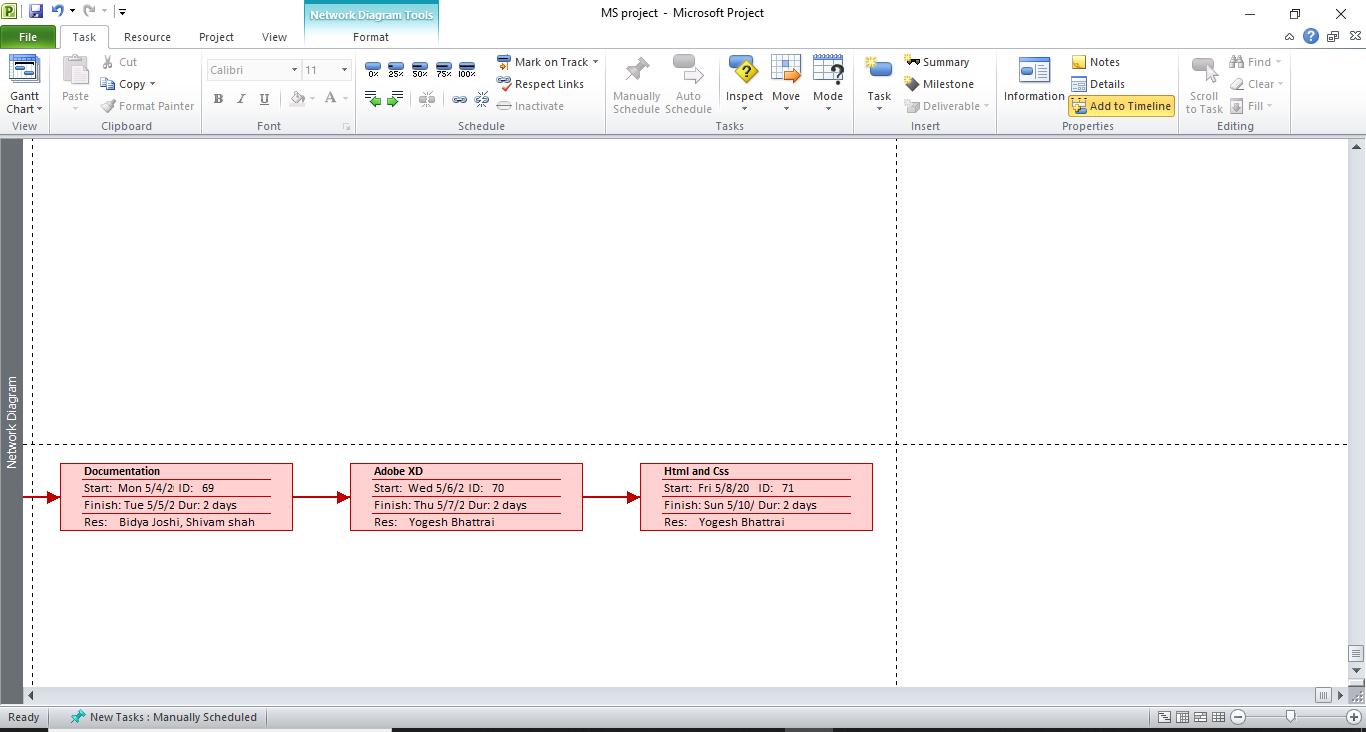 Network Diagram Tools
MS project - Microsoft Project
File Task Resource Project View Format
Gantt Chart
View
Paste
Cut
Copy
Format Painter
Clipboard
Calibri 11
B I U A
Font
0% 25% 50% 75% 100%
Mark on Track
Respect Links
Inactivate
Schedule
Manually Schedule
Auto Schedule
Inspect
Move
Mode
Tasks
Task
Summary
Milestone
Deliverable
Insert
Information
Notes
Details
Add to Timeline
Properties
Scroll to Task
Find
Clear
Fill
Editing
Network Diagram
Documentation
Start: Mon 5/4/2 ID: 69
Finish: Tue 5/5/2 Dur: 2 days
Res: Bidya Joshi, Shivam shah
Adobe XD
Start: Wed 5/6/2 ID: 70
Finish: Thu 5/7/2 Dur: 2 days
Res: Yogesh Bhattrai
Html and Css
Start: Fri 5/8/20 ID: 71
Finish: Sun 5/10/ Dur: 2 days
Res: Yogesh Bhattrai
Ready
New Tasks : Manually Scheduled